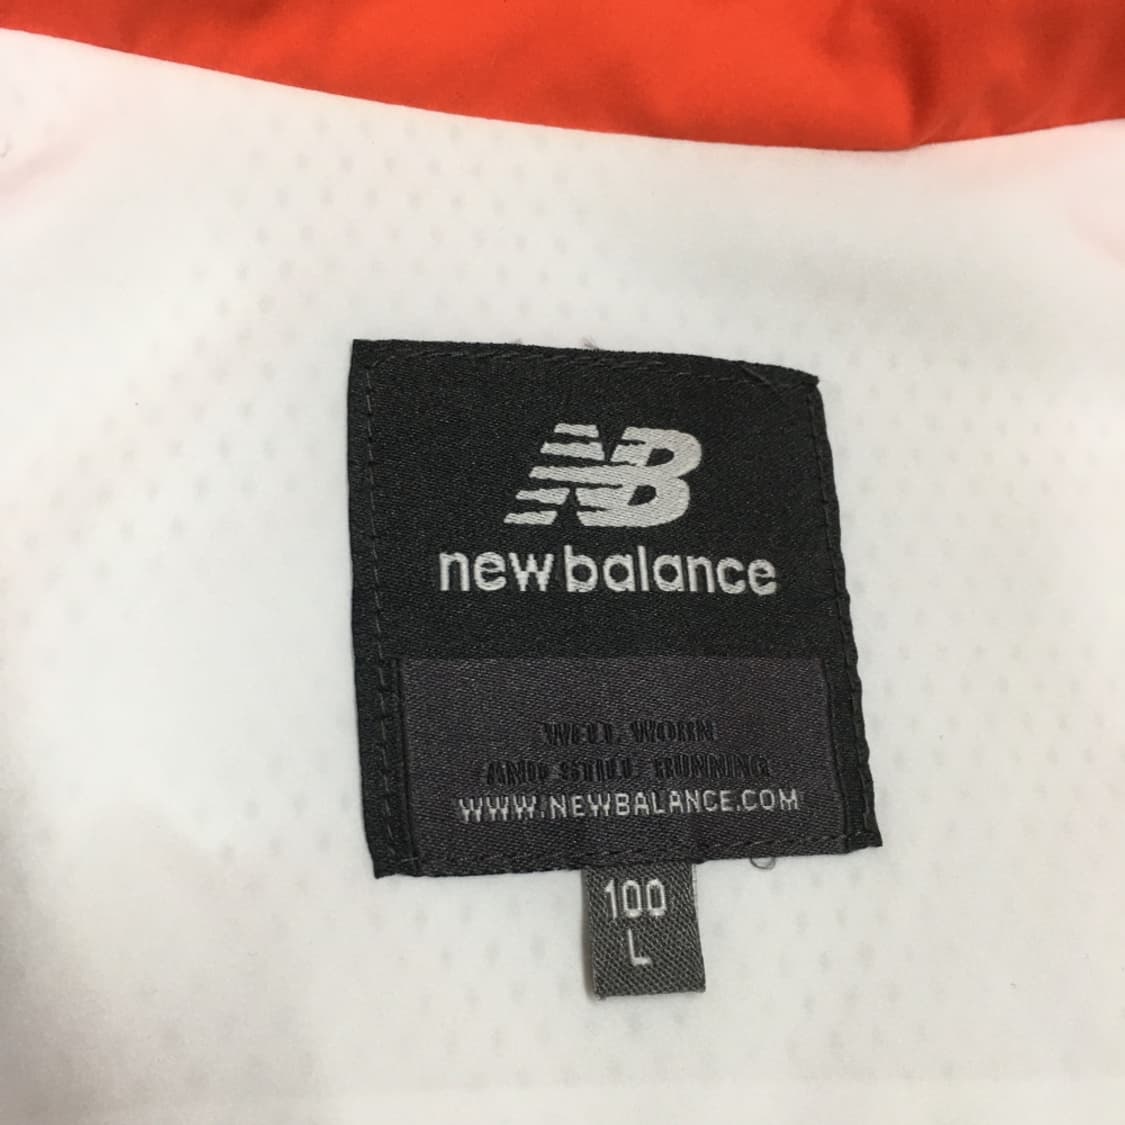 NB
new balance
WELL WORN
AND STILL RUNNING
WWW.NEWBALANCE.COM
100
L